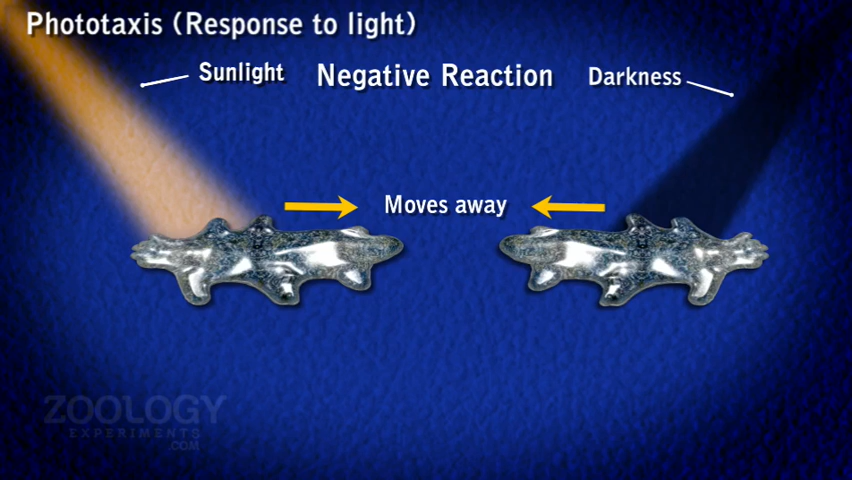 Phototaxis (Response to light)
Sunlight
Negative Reaction
Darkness
Moves away
ZOOLOGY
EXPERIMENTS
.COM